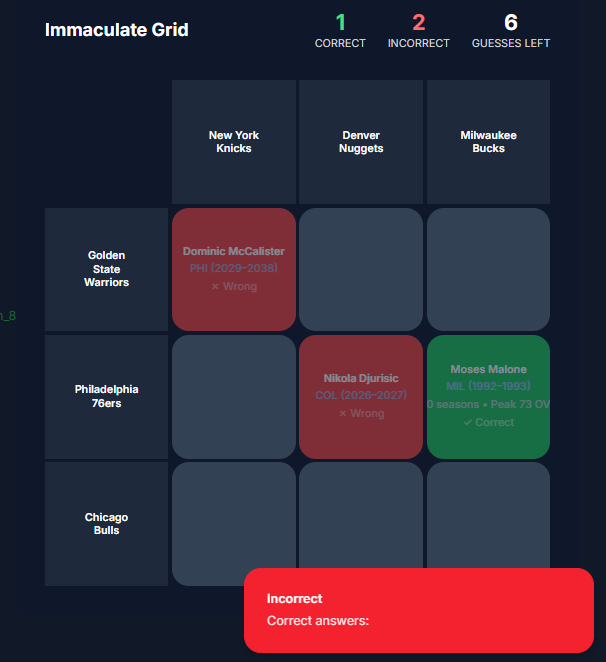 Immaculate Grid
1
CORRECT
2
INCORRECT
6
GUESSES LEFT
New York
Knicks
Denver
Nuggets
Milwaukee
Bucks
Golden
State
Warriors
Dominic McCalister
PHI (2029–2038)
× Wrong
n_8
Philadelphia
76ers
Nikola Djurisic
COL (2026–2027)
× Wrong
Moses Malone
MIL (1992–1993)
0 seasons • Peak 73 OV
✓ Correct
Chicago
Bulls
Incorrect
Correct answers: